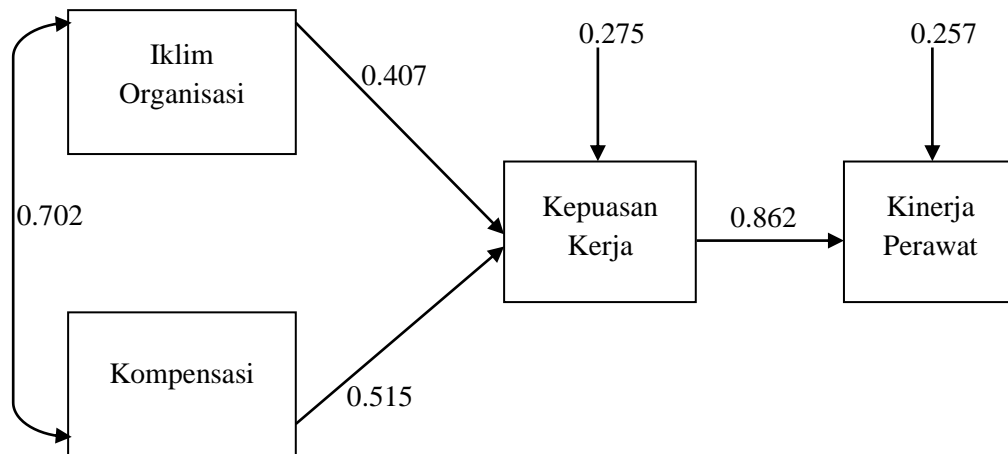 Iklim
Organisasi
0.275
0.257
0.407
0.702
Kepuasan
Kerja
0.862
Kinerja
Perawat
Kompensasi
0.515